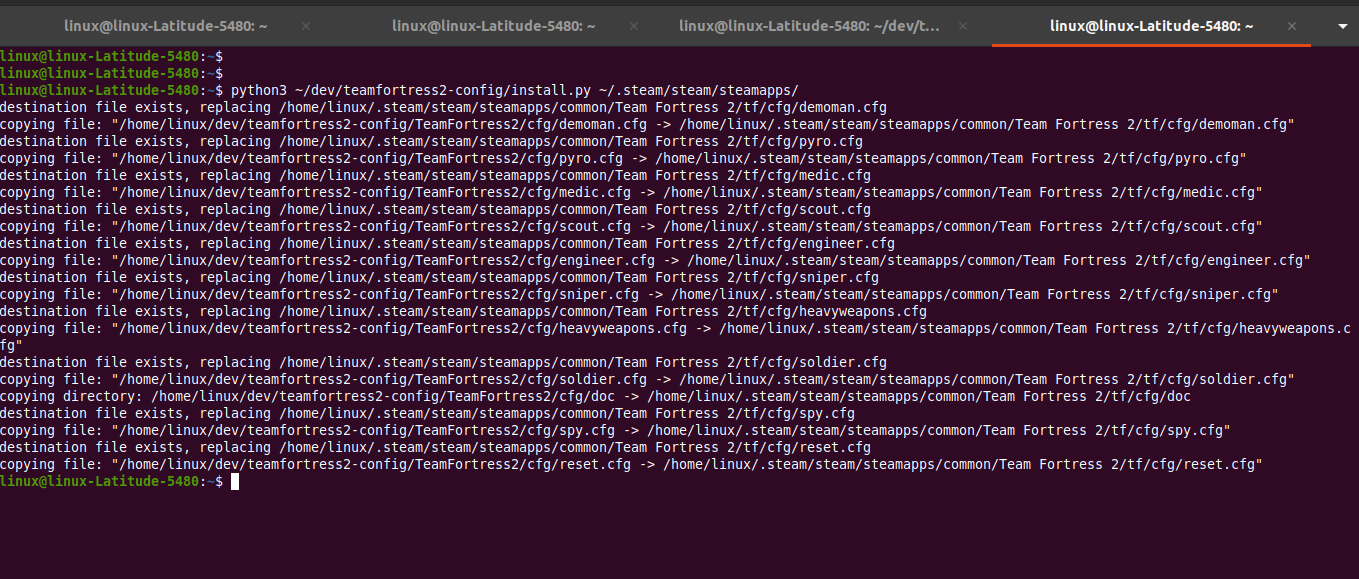 linux@linux-Latitude-5480: ~ × linux@linux-Latitude-5480: ~ × linux@linux-Latitude-5480: ~/dev/t... × linux@linux-Latitude-5480: ~ ×
linux@linux-Latitude-5480:~$
linux@linux-Latitude-5480:~$
linux@linux-Latitude-5480:~$ python3 ~/dev/teamfortress2-config/install.py ~/.steam/steam/steamapps/
destination file exists, replacing /home/linux/.steam/steam/steamapps/common/Team Fortress 2/tf/cfg/demoman.cfg
copying file: "/home/linux/dev/teamfortress2-config/TeamFortress2/cfg/demoman.cfg -> /home/linux/.steam/steam/steamapps/common/Team Fortress 2/tf/cfg/demoman.cfg"
destination file exists, replacing /home/linux/.steam/steam/steamapps/common/Team Fortress 2/tf/cfg/pyro.cfg
copying file: "/home/linux/dev/teamfortress2-config/TeamFortress2/cfg/pyro.cfg -> /home/linux/.steam/steam/steamapps/common/Team Fortress 2/tf/cfg/pyro.cfg"
destination file exists, replacing /home/linux/.steam/steam/steamapps/common/Team Fortress 2/tf/cfg/medic.cfg
copying file: "/home/linux/dev/teamfortress2-config/TeamFortress2/cfg/medic.cfg -> /home/linux/.steam/steam/steamapps/common/Team Fortress 2/tf/cfg/medic.cfg"
destination file exists, replacing /home/linux/.steam/steam/steamapps/common/Team Fortress 2/tf/cfg/scout.cfg
copying file: "/home/linux/dev/teamfortress2-config/TeamFortress2/cfg/scout.cfg -> /home/linux/.steam/steam/steamapps/common/Team Fortress 2/tf/cfg/scout.cfg"
destination file exists, replacing /home/linux/.steam/steam/steamapps/common/Team Fortress 2/tf/cfg/engineer.cfg
copying file: "/home/linux/dev/teamfortress2-config/TeamFortress2/cfg/engineer.cfg -> /home/linux/.steam/steam/steamapps/common/Team Fortress 2/tf/cfg/engineer.cfg"
destination file exists, replacing /home/linux/.steam/steam/steamapps/common/Team Fortress 2/tf/cfg/sniper.cfg
copying file: "/home/linux/dev/teamfortress2-config/TeamFortress2/cfg/sniper.cfg -> /home/linux/.steam/steam/steamapps/common/Team Fortress 2/tf/cfg/sniper.cfg"
destination file exists, replacing /home/linux/.steam/steam/steamapps/common/Team Fortress 2/tf/cfg/heavyweapons.cfg
copying file: "/home/linux/dev/teamfortress2-config/TeamFortress2/cfg/heavyweapons.cfg -> /home/linux/.steam/steam/steamapps/common/Team Fortress 2/tf/cfg/heavyweapons.c
fg"
destination file exists, replacing /home/linux/.steam/steam/steamapps/common/Team Fortress 2/tf/cfg/soldier.cfg
copying file: "/home/linux/dev/teamfortress2-config/TeamFortress2/cfg/soldier.cfg -> /home/linux/.steam/steam/steamapps/common/Team Fortress 2/tf/cfg/soldier.cfg"
copying directory: /home/linux/dev/teamfortress2-config/TeamFortress2/cfg/doc -> /home/linux/.steam/steam/steamapps/common/Team Fortress 2/tf/cfg/doc
destination file exists, replacing /home/linux/.steam/steam/steamapps/common/Team Fortress 2/tf/cfg/spy.cfg
copying file: "/home/linux/dev/teamfortress2-config/TeamFortress2/cfg/spy.cfg -> /home/linux/.steam/steam/steamapps/common/Team Fortress 2/tf/cfg/spy.cfg"
destination file exists, replacing /home/linux/.steam/steam/steamapps/common/Team Fortress 2/tf/cfg/reset.cfg
copying file: "/home/linux/dev/teamfortress2-config/TeamFortress2/cfg/reset.cfg -> /home/linux/.steam/steam/steamapps/common/Team Fortress 2/tf/cfg/reset.cfg"
linux@linux-Latitude-5480:~$